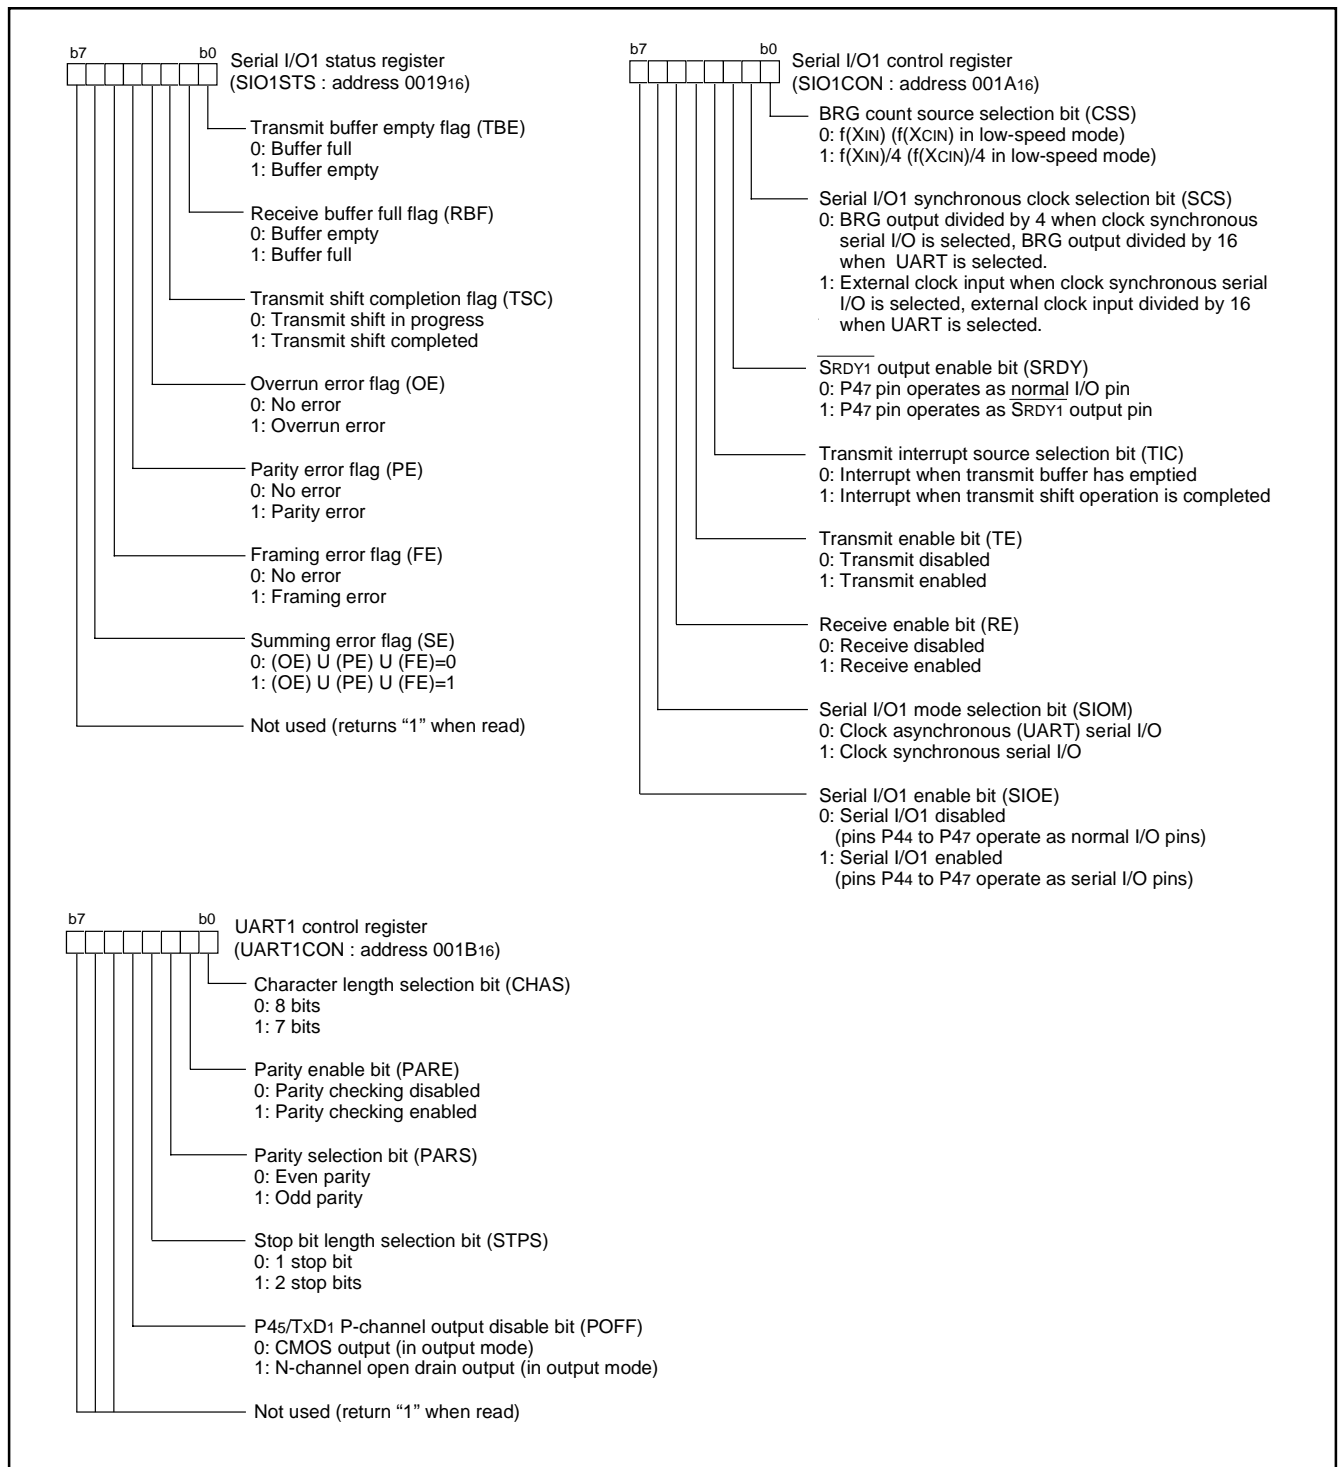 b7 b0 Serial I/O1 status register
(SIO1STS : address 001916)
Transmit buffer empty flag (TBE)
0: Buffer full
1: Buffer empty
Receive buffer full flag (RBF)
0: Buffer empty
1: Buffer full
Transmit shift completion flag (TSC)
0: Transmit shift in progress
1: Transmit shift completed
Overrun error flag (OE)
0: No error
1: Overrun error
Parity error flag (PE)
0: No error
1: Parity error
Framing error flag (FE)
0: No error
1: Framing error
Summing error flag (SE)
0: (OE) U (PE) U (FE)=0
1: (OE) U (PE) U (FE)=1
Not used (returns “1” when read)
b7 b0 Serial I/O1 control register
(SIO1CON : address 001A16)
BRG count source selection bit (CSS)
0: f(XIN) (f(XCIN) in low-speed mode)
1: f(XIN)/4 (f(XCIN)/4 in low-speed mode)
Serial I/O1 synchronous clock selection bit (SCS)
0: BRG output divided by 4 when clock synchronous
serial I/O is selected, BRG output divided by 16
when UART is selected.
1: External clock input when clock synchronous serial
I/O is selected, external clock input divided by 16
when UART is selected.
SRDY1 output enable bit (SRDY)
0: P47 pin operates as normal I/O pin
1: P47 pin operates as SRDY1 output pin
Transmit interrupt source selection bit (TIC)
0: Interrupt when transmit buffer has emptied
1: Interrupt when transmit shift operation is completed
Transmit enable bit (TE)
0: Transmit disabled
1: Transmit enabled
Receive enable bit (RE)
0: Receive disabled
1: Receive enabled
Serial I/O1 mode selection bit (SIOM)
0: Clock asynchronous (UART) serial I/O
1: Clock synchronous serial I/O
Serial I/O1 enable bit (SIOE)
0: Serial I/O1 disabled
(pins P44 to P47 operate as normal I/O pins)
1: Serial I/O1 enabled
(pins P44 to P47 operate as serial I/O pins)
b7 b0 UART1 control register
(UART1CON : address 001B16)
Character length selection bit (CHAS)
0: 8 bits
1: 7 bits
Parity enable bit (PARE)
0: Parity checking disabled
1: Parity checking enabled
Parity selection bit (PARS)
0: Even parity
1: Odd parity
Stop bit length selection bit (STPS)
0: 1 stop bit
1: 2 stop bits
P45/TXD1 P-channel output disable bit (POFF)
0: CMOS output (in output mode)
1: N-channel open drain output (in output mode)
Not used (return “1” when read)